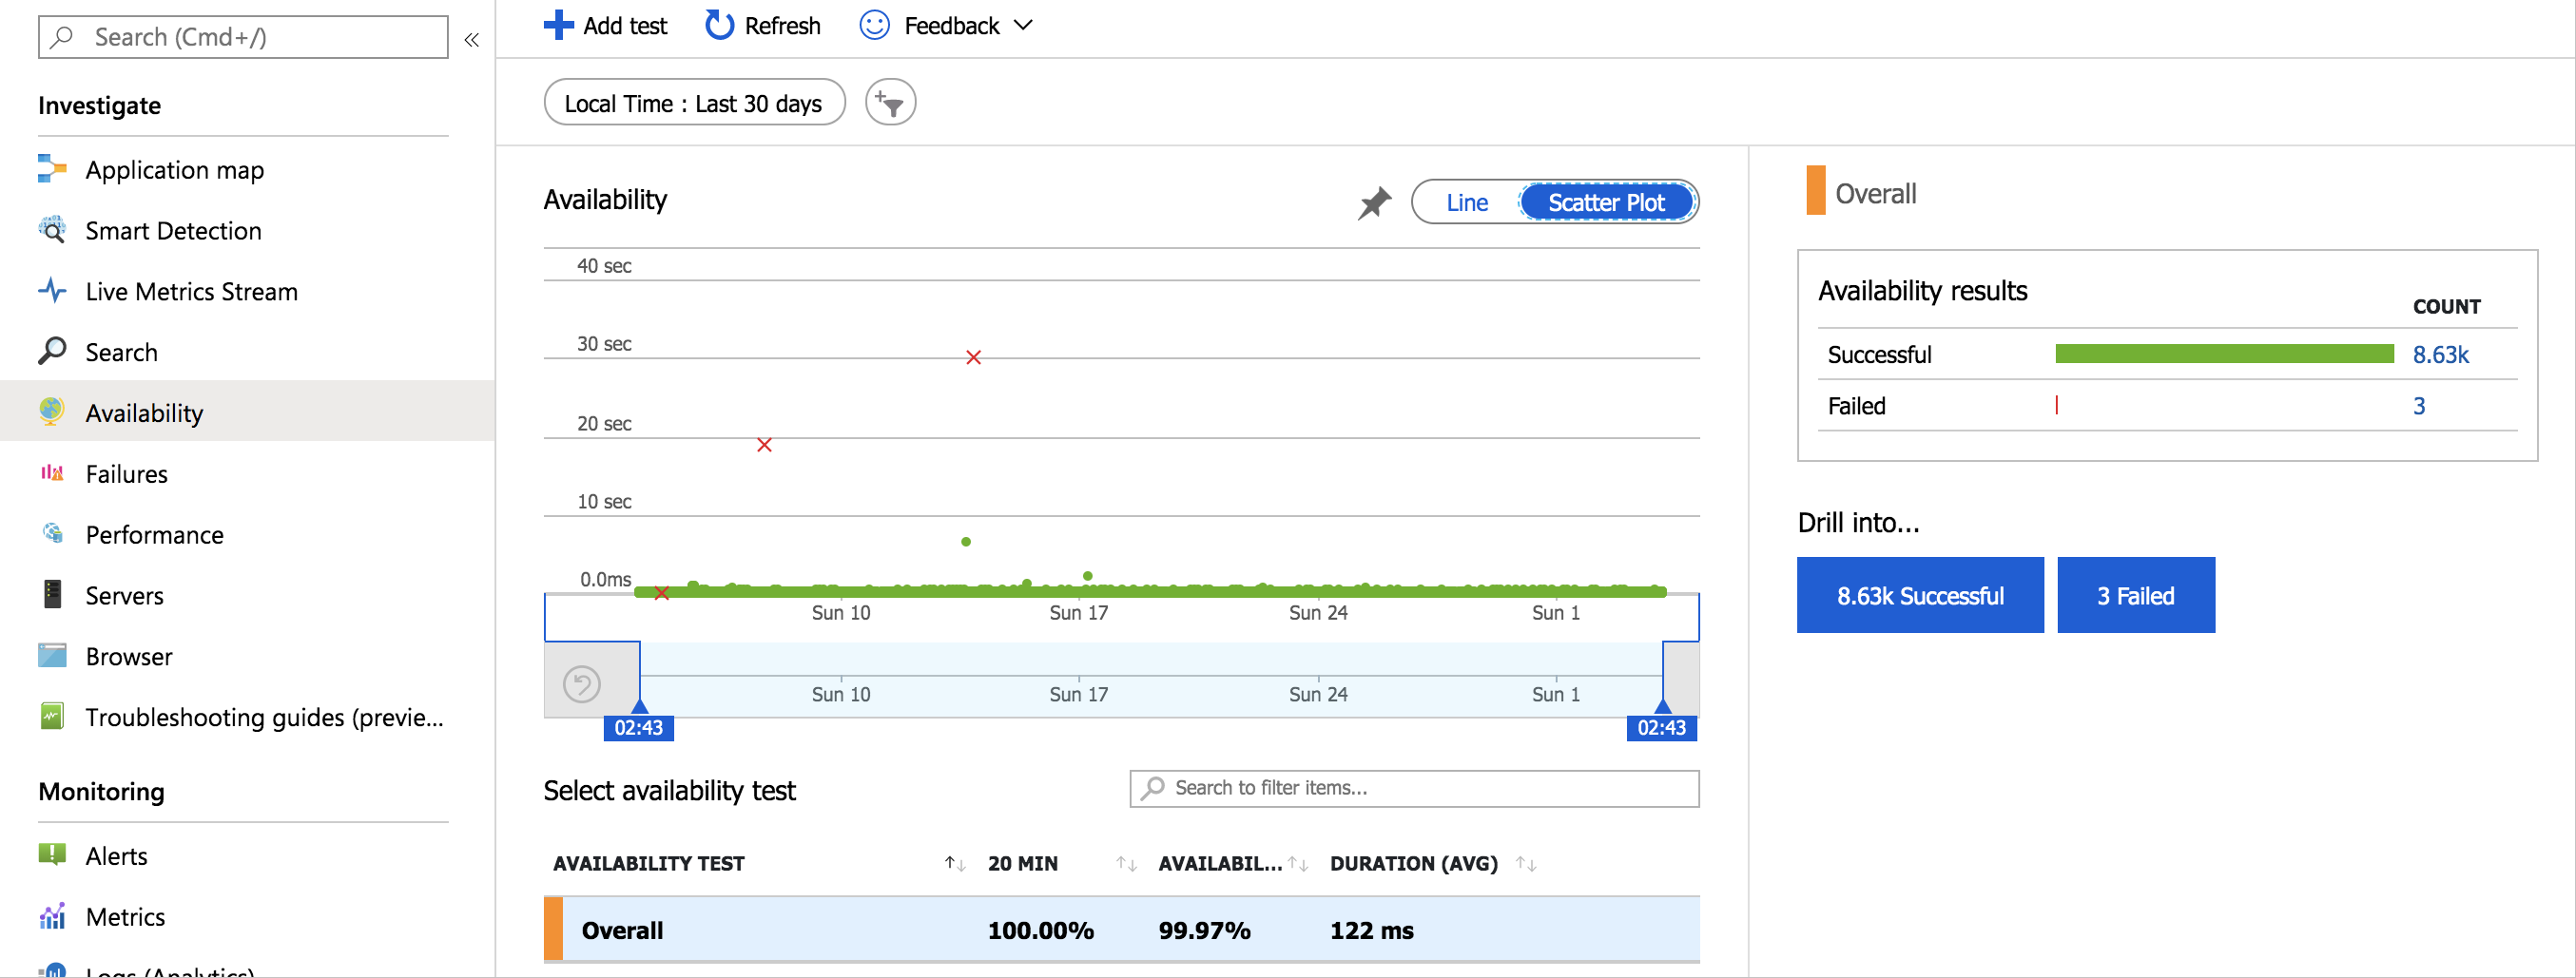 Search (Cmd+/)
«
Investigate
Application map
Smart Detection
Live Metrics Stream
Search
Availability
Failures
Performance
Servers
Browser
Troubleshooting guides (previe...
Monitoring
Alerts
Metrics
Logs (Analytics)
Add test Refresh Feedback
Local Time : Last 30 days
Availability
Line Scatter Plot
40 sec
30 sec
20 sec
10 sec
0.0ms
Sun 10 Sun 17 Sun 24 Sun 1
Sun 10 Sun 17 Sun 24 Sun 1
02:43 02:43
Select availability test
Search to filter items...
AVAILABILITY TEST 20 MIN AVAILABIL... DURATION (AVG)
Overall 100.00% 99.97% 122 ms
Overall
Availability results
COUNT
Successful 8.63k
Failed 3
Drill into...
8.63k Successful 3 Failed